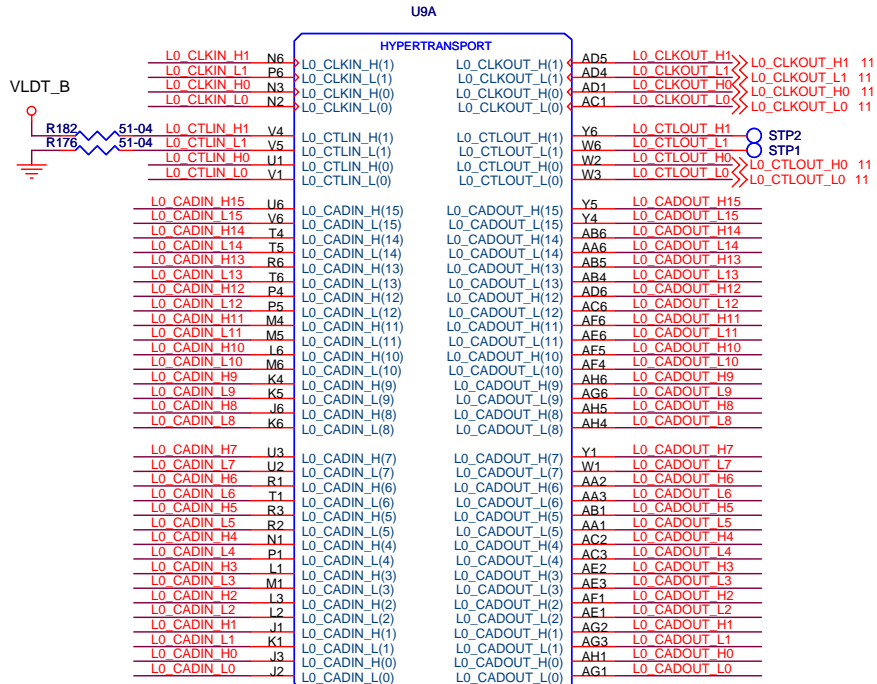 U9A
HYPERTRANSPORT
L0_CLKIN_H1 N6 L0_CLKIN_H(1) L0_CLKOUT_H(1) AD5 L0_CLKOUT_H1 L0_CLKOUT_H1 11
L0_CLKIN_L1 P6 L0_CLKIN_L(1) L0_CLKOUT_L(1) AD4 L0_CLKOUT_L1 L0_CLKOUT_L1 11
L0_CLKIN_H0 N3 L0_CLKIN_H(0) L0_CLKOUT_H(0) AD1 L0_CLKOUT_H0 L0_CLKOUT_H0 11
L0_CLKIN_L0 N2 L0_CLKIN_L(0) L0_CLKOUT_L(0) AC1 L0_CLKOUT_L0 L0_CLKOUT_L0 11
VLDT_B
R182 51-04 L0_CTLIN_H1 V4 L0_CTLIN_H(1) L0_CTLOUT_H(1) Y6 L0_CTLOUT_H1 STP2
R176 51-04 L0_CTLIN_L1 V5 L0_CTLIN_L(1) L0_CTLOUT_L(1) W6 L0_CTLOUT_L1 STP1
L0_CTLIN_H0 U1 L0_CTLIN_H(0) L0_CTLOUT_H(0) W2 L0_CTLOUT_H0 L0_CTLOUT_H0 11
L0_CTLIN_L0 V1 L0_CTLIN_L(0) L0_CTLOUT_L(0) W3 L0_CTLOUT_L0 L0_CTLOUT_L0 11
L0_CADIN_H15 U6 L0_CADIN_H(15) L0_CADOUT_H(15) Y5 L0_CADOUT_H15
L0_CADIN_L15 V6 L0_CADIN_L(15) L0_CADOUT_L(15) Y4 L0_CADOUT_L15
L0_CADIN_H14 T4 L0_CADIN_H(14) L0_CADOUT_H(14) AB6 L0_CADOUT_H14
L0_CADIN_L14 T5 L0_CADIN_L(14) L0_CADOUT_L(14) AA6 L0_CADOUT_L14
L0_CADIN_H13 R6 L0_CADIN_H(13) L0_CADOUT_H(13) AB5 L0_CADOUT_H13
L0_CADIN_L13 T6 L0_CADIN_L(13) L0_CADOUT_L(13) AB4 L0_CADOUT_L13
L0_CADIN_H12 P4 L0_CADIN_H(12) L0_CADOUT_H(12) AD6 L0_CADOUT_H12
L0_CADIN_L12 P5 L0_CADIN_L(12) L0_CADOUT_L(12) AC6 L0_CADOUT_L12
L0_CADIN_H11 M4 L0_CADIN_H(11) L0_CADOUT_H(11) AF6 L0_CADOUT_H11
L0_CADIN_L11 M5 L0_CADIN_L(11) L0_CADOUT_L(11) AE6 L0_CADOUT_L11
L0_CADIN_H10 L6 L0_CADIN_H(10) L0_CADOUT_H(10) AF5 L0_CADOUT_H10
L0_CADIN_L10 M6 L0_CADIN_L(10) L0_CADOUT_L(10) AF4 L0_CADOUT_L10
L0_CADIN_H9 K4 L0_CADIN_H(9) L0_CADOUT_H(9) AH6 L0_CADOUT_H9
L0_CADIN_L9 K5 L0_CADIN_L(9) L0_CADOUT_L(9) AG6 L0_CADOUT_L9
L0_CADIN_H8 J6 L0_CADIN_H(8) L0_CADOUT_H(8) AH5 L0_CADOUT_H8
L0_CADIN_L8 K6 L0_CADIN_L(8) L0_CADOUT_L(8) AH4 L0_CADOUT_L8
L0_CADIN_H7 U3 L0_CADIN_H(7) L0_CADOUT_H(7) Y1 L0_CADOUT_H7
L0_CADIN_L7 U2 L0_CADIN_L(7) L0_CADOUT_L(7) W1 L0_CADOUT_L7
L0_CADIN_H6 R1 L0_CADIN_H(6) L0_CADOUT_H(6) AA2 L0_CADOUT_H6
L0_CADIN_L6 T1 L0_CADIN_L(6) L0_CADOUT_L(6) AA3 L0_CADOUT_L6
L0_CADIN_H5 R3 L0_CADIN_H(5) L0_CADOUT_H(5) AB1 L0_CADOUT_H5
L0_CADIN_L5 R2 L0_CADIN_L(5) L0_CADOUT_L(5) AA1 L0_CADOUT_L5
L0_CADIN_H4 N1 L0_CADIN_H(4) L0_CADOUT_H(4) AC2 L0_CADOUT_H4
L0_CADIN_L4 P1 L0_CADIN_L(4) L0_CADOUT_L(4) AC3 L0_CADOUT_L4
L0_CADIN_H3 L1 L0_CADIN_H(3) L0_CADOUT_H(3) AE2 L0_CADOUT_H3
L0_CADIN_L3 M1 L0_CADIN_L(3) L0_CADOUT_L(3) AE3 L0_CADOUT_L3
L0_CADIN_H2 L3 L0_CADIN_H(2) L0_CADOUT_H(2) AF1 L0_CADOUT_H2
L0_CADIN_L2 L2 L0_CADIN_L(2) L0_CADOUT_L(2) AE1 L0_CADOUT_L2
L0_CADIN_H1 J1 L0_CADIN_H(1) L0_CADOUT_H(1) AG2 L0_CADOUT_H1
L0_CADIN_L1 K1 L0_CADIN_L(1) L0_CADOUT_L(1) AG3 L0_CADOUT_L1
L0_CADIN_H0 J3 L0_CADIN_H(0) L0_CADOUT_H(0) AH1 L0_CADOUT_H0
L0_CADIN_L0 J2 L0_CADIN_L(0) L0_CADOUT_L(0) AG1 L0_CADOUT_L0